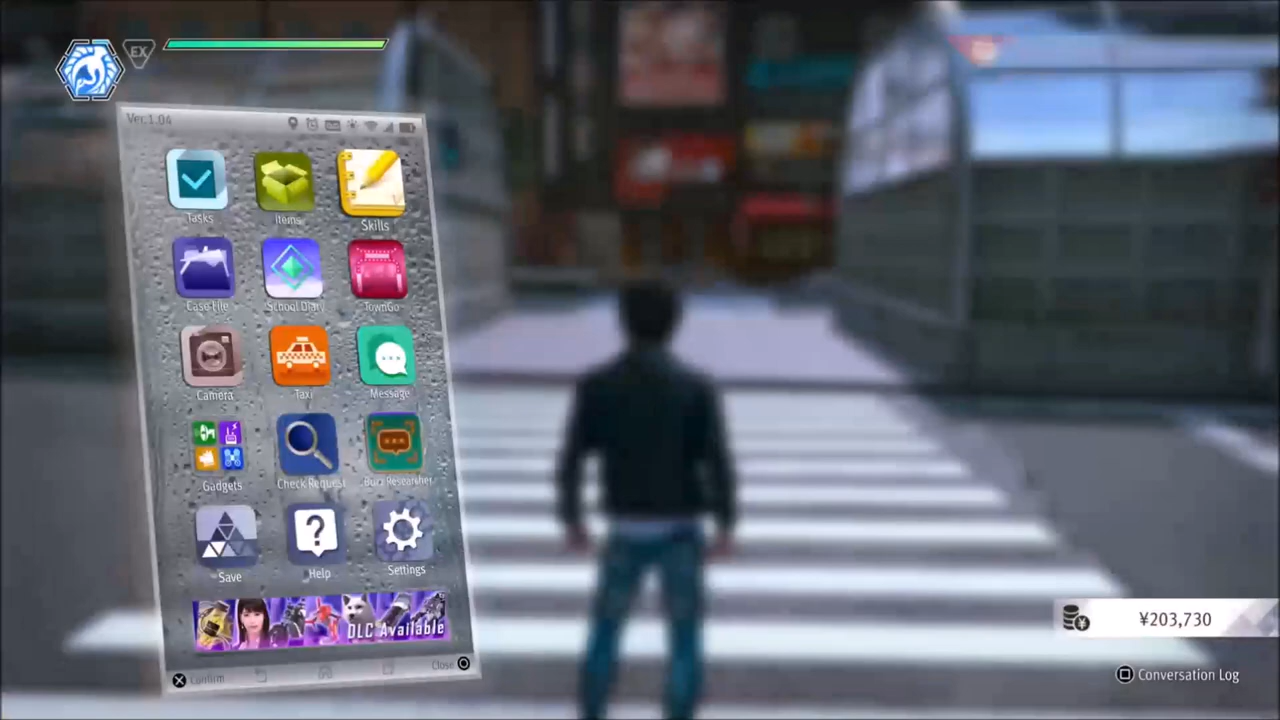 EX
Ver.1.04
Tasks
Items
Skills
Case File
School Diary
TownGo
Camera
Taxi
Message
Gadgets
Check Request
Buzz Researcher
Save
Help
Settings
DLC Available
Confirm
Close
¥203,730
Conversation Log